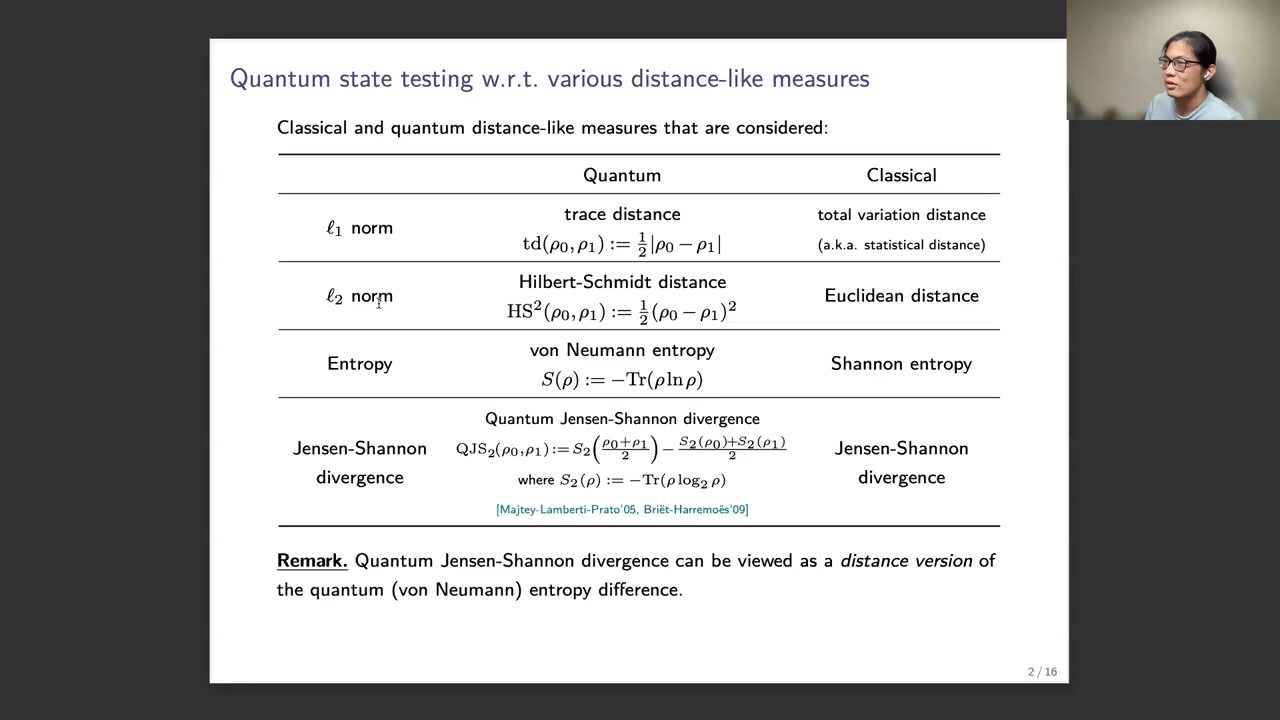 Quantum state testing w.r.t. various distance-like measures
Classical and quantum distance-like measures that are considered:
Quantum Classical
ℓ₁ norm
trace distance
td(ρ₀, ρ₁) := ½|ρ₀ − ρ₁|
total variation distance
(a.k.a. statistical distance)
ℓ₂ norm
Hilbert-Schmidt distance
HS²(ρ₀, ρ₁) := ½(ρ₀ − ρ₁)²
Euclidean distance
Entropy
von Neumann entropy
S(ρ) := −Tr(ρ ln ρ)
Shannon entropy
Jensen-Shannon
divergence
Quantum Jensen-Shannon divergence
QJS₂(ρ₀,ρ₁) := S₂((ρ₀+ρ₁)/2) − (S₂(ρ₀)+S₂(ρ₁))/2
where S₂(ρ) := −Tr(ρ log₂ ρ)
[Majtey-Lamberti-Prato'05, Briët-Harremoës'09]
Jensen-Shannon
divergence
Remark. Quantum Jensen-Shannon divergence can be viewed as a distance version of
the quantum (von Neumann) entropy difference.
2 / 16